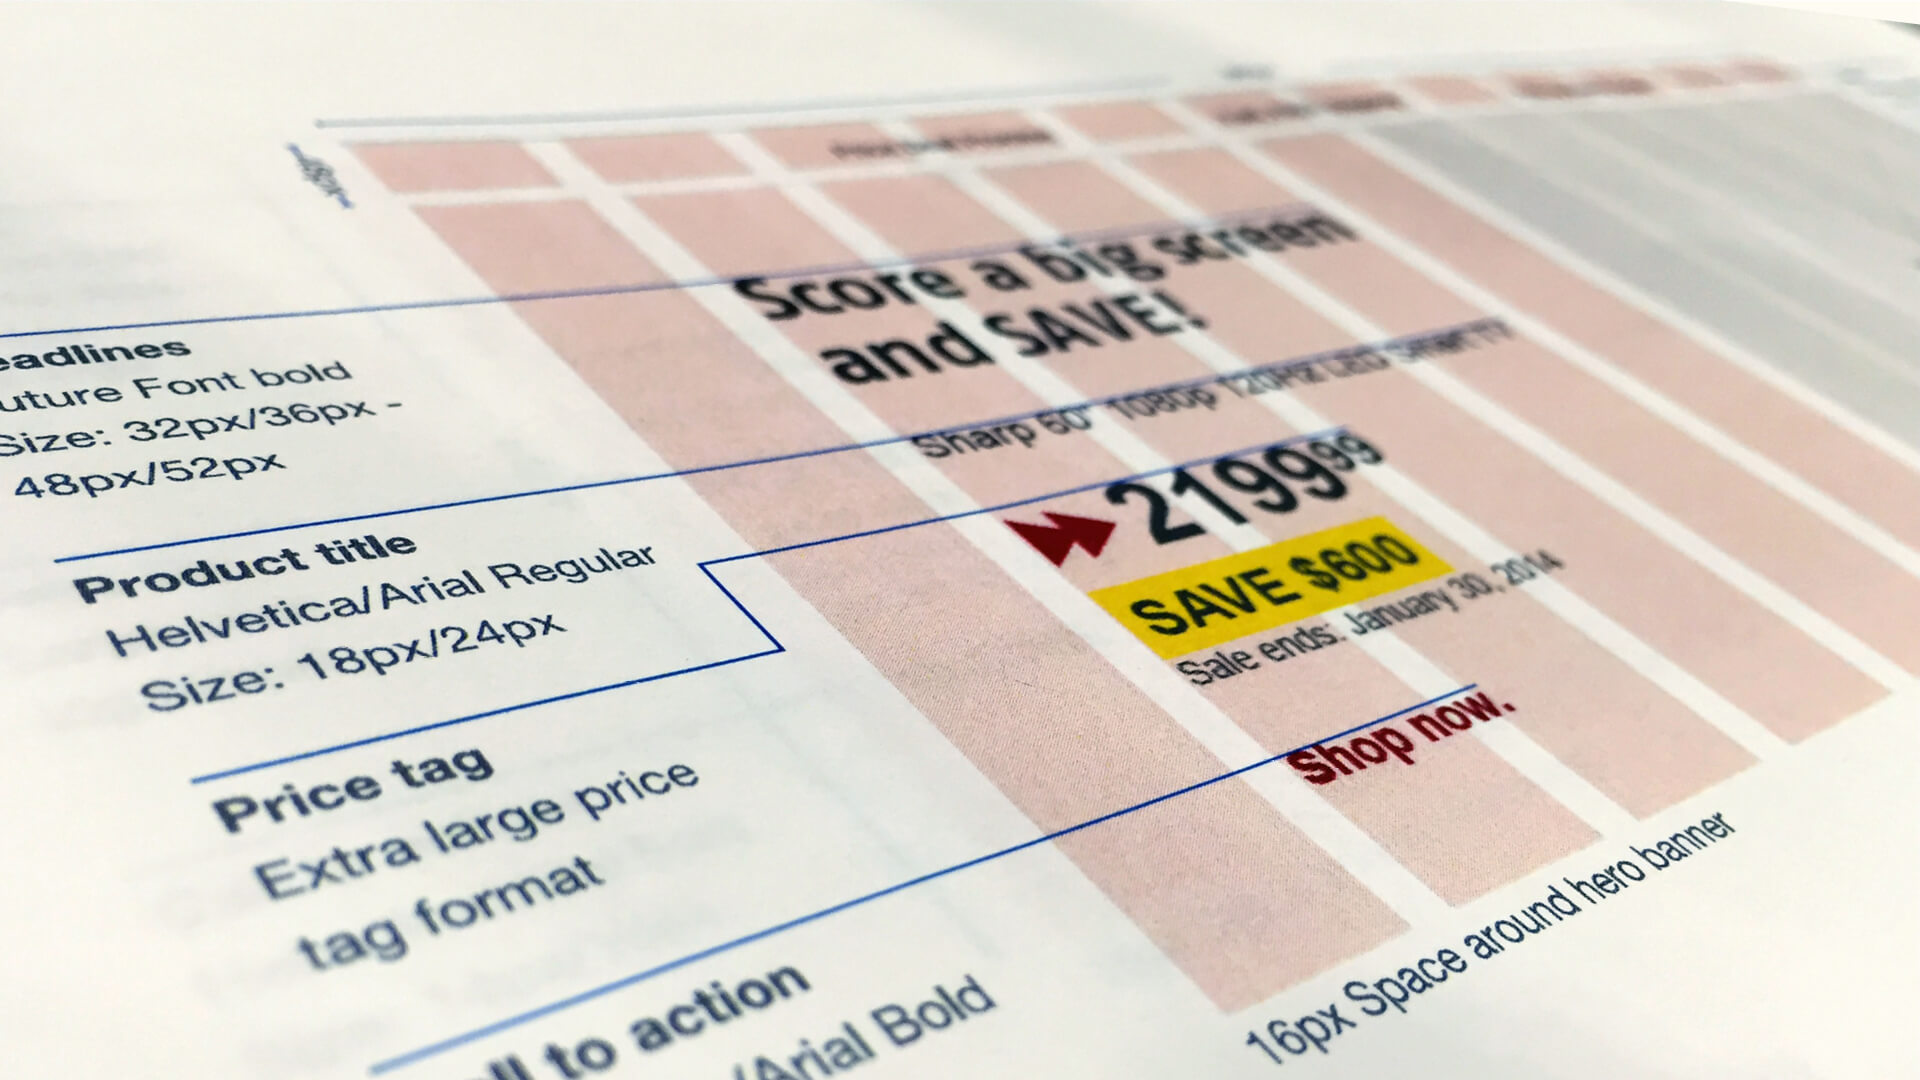 48px
Score a big screen
and SAVE!
Sharp 60" 1080p 120Hz LED Smart TV
219999
SAVE $600
Sale ends: January 30, 2014
Shop now.
16px Space around hero banner
eadlines
uture Font bold
Size: 32px/36px -
48px/52px
Product title
Helvetica/Arial Regular
Size: 18px/24px
Price tag
Extra large price
tag format
ll to action
/Arial Bold